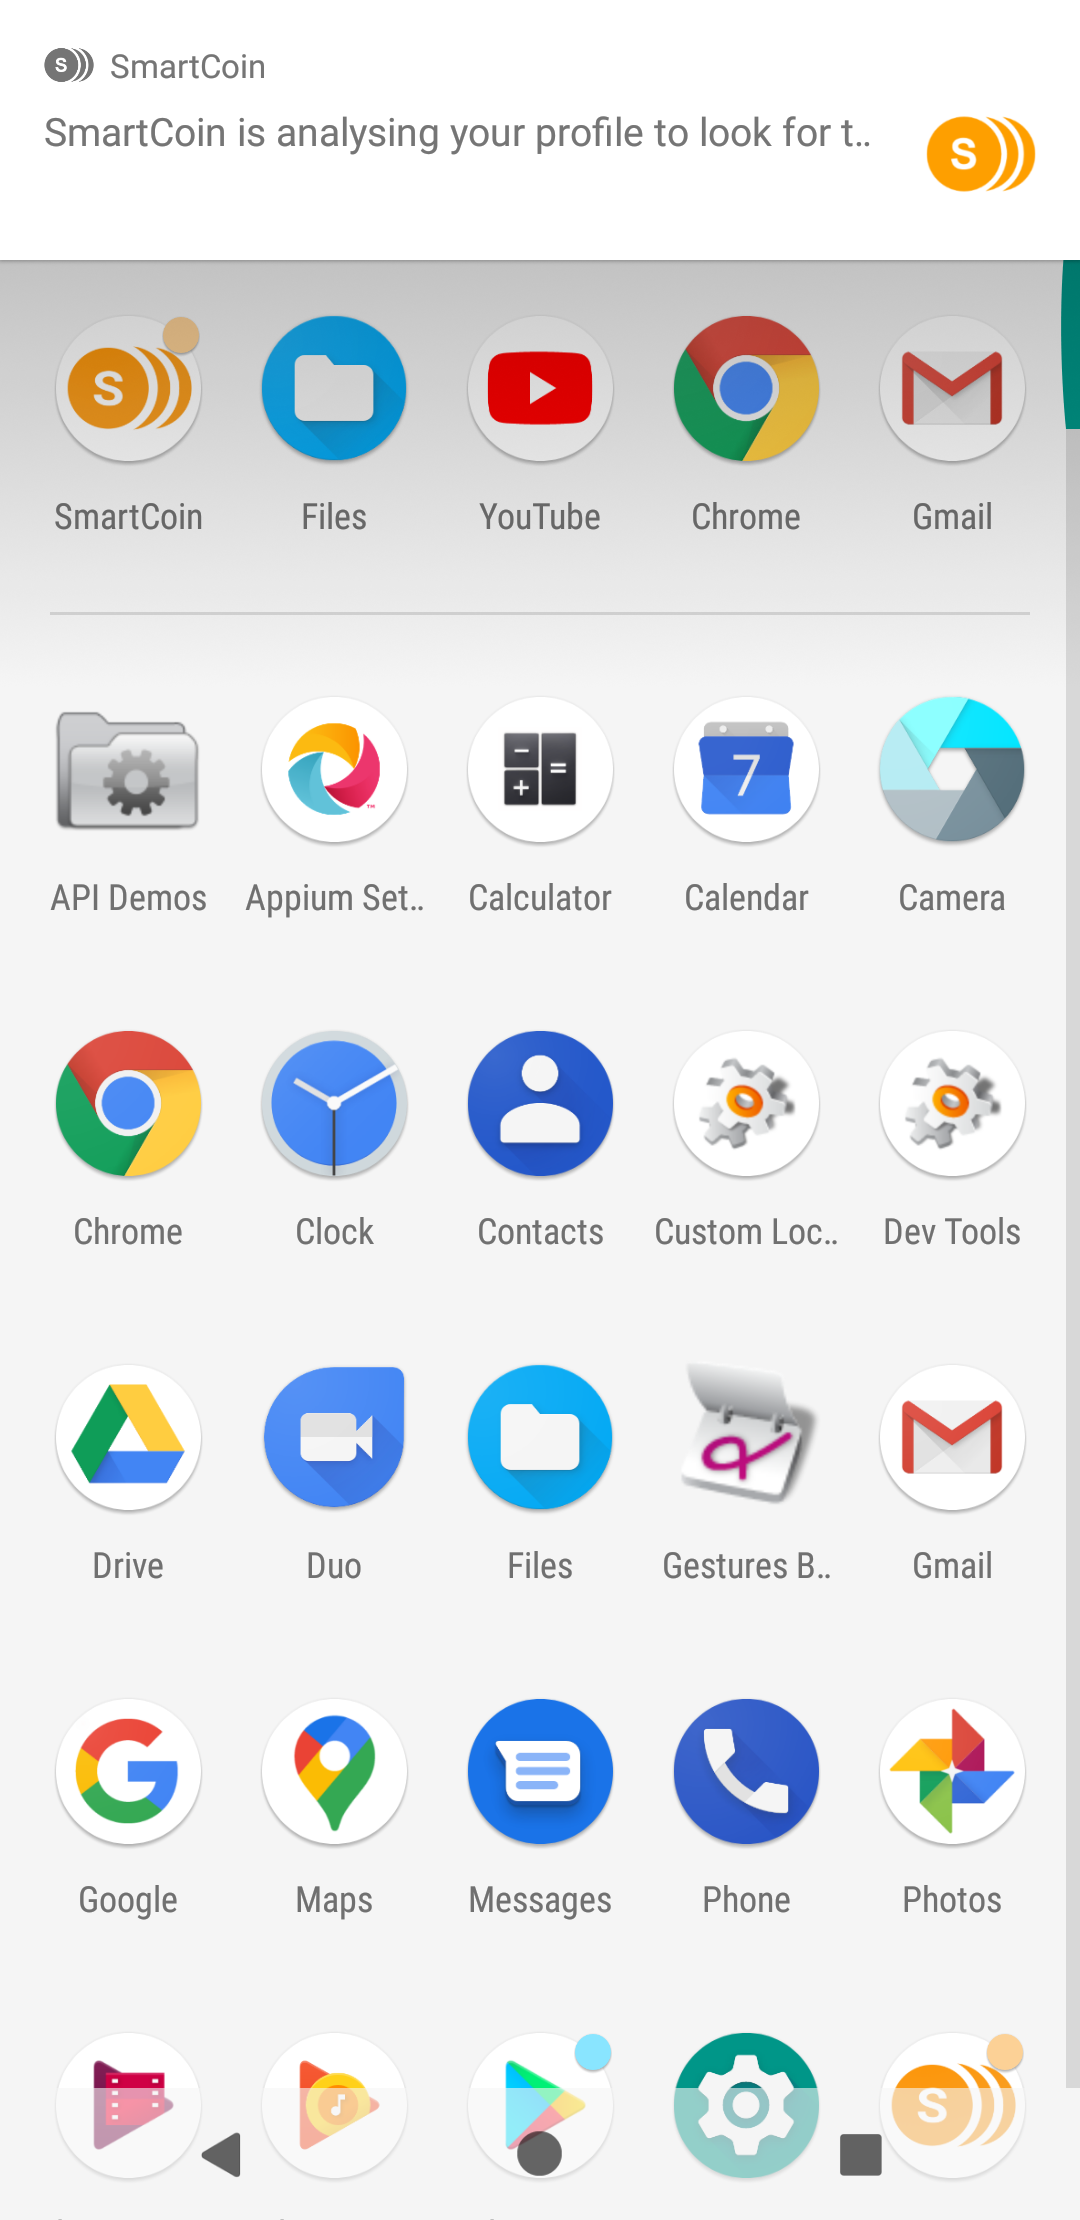 S SmartCoin
SmartCoin is analysing your profile to look for t..
S
S
SmartCoin Files YouTube Chrome Gmail
7
API Demos Appium Set.. Calculator Calendar Camera
Chrome Clock Contacts Custom Loc.. Dev Tools
Drive Duo Files Gestures B.. Gmail
Google Maps Messages Phone Photos
S